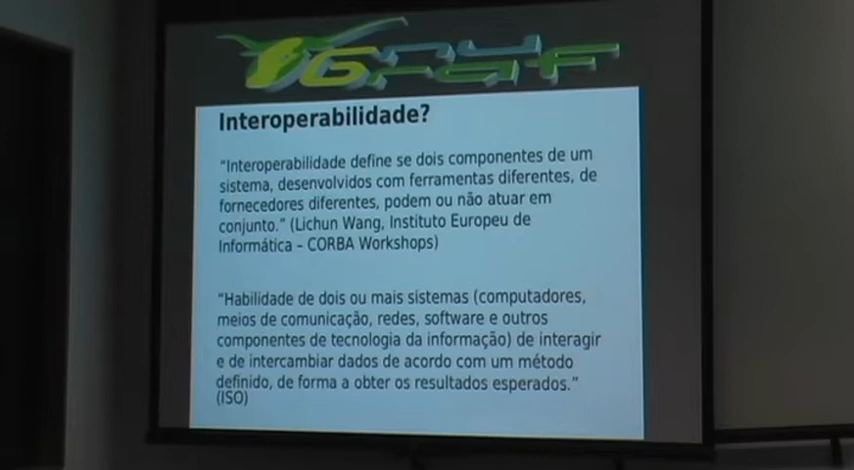 GNU
GRAF
Interoperabilidade?
“Interoperabilidade define se dois componentes de um
sistema, desenvolvidos com ferramentas diferentes, de
fornecedores diferentes, podem ou não atuar em
conjunto.” (Lichun Wang, Instituto Europeu de
Informática – CORBA Workshops)
“Habilidade de dois ou mais sistemas (computadores,
meios de comunicação, redes, software e outros
componentes de tecnologia da informação) de interagir
e de intercambiar dados de acordo com um método
definido, de forma a obter os resultados esperados.”
(ISO)